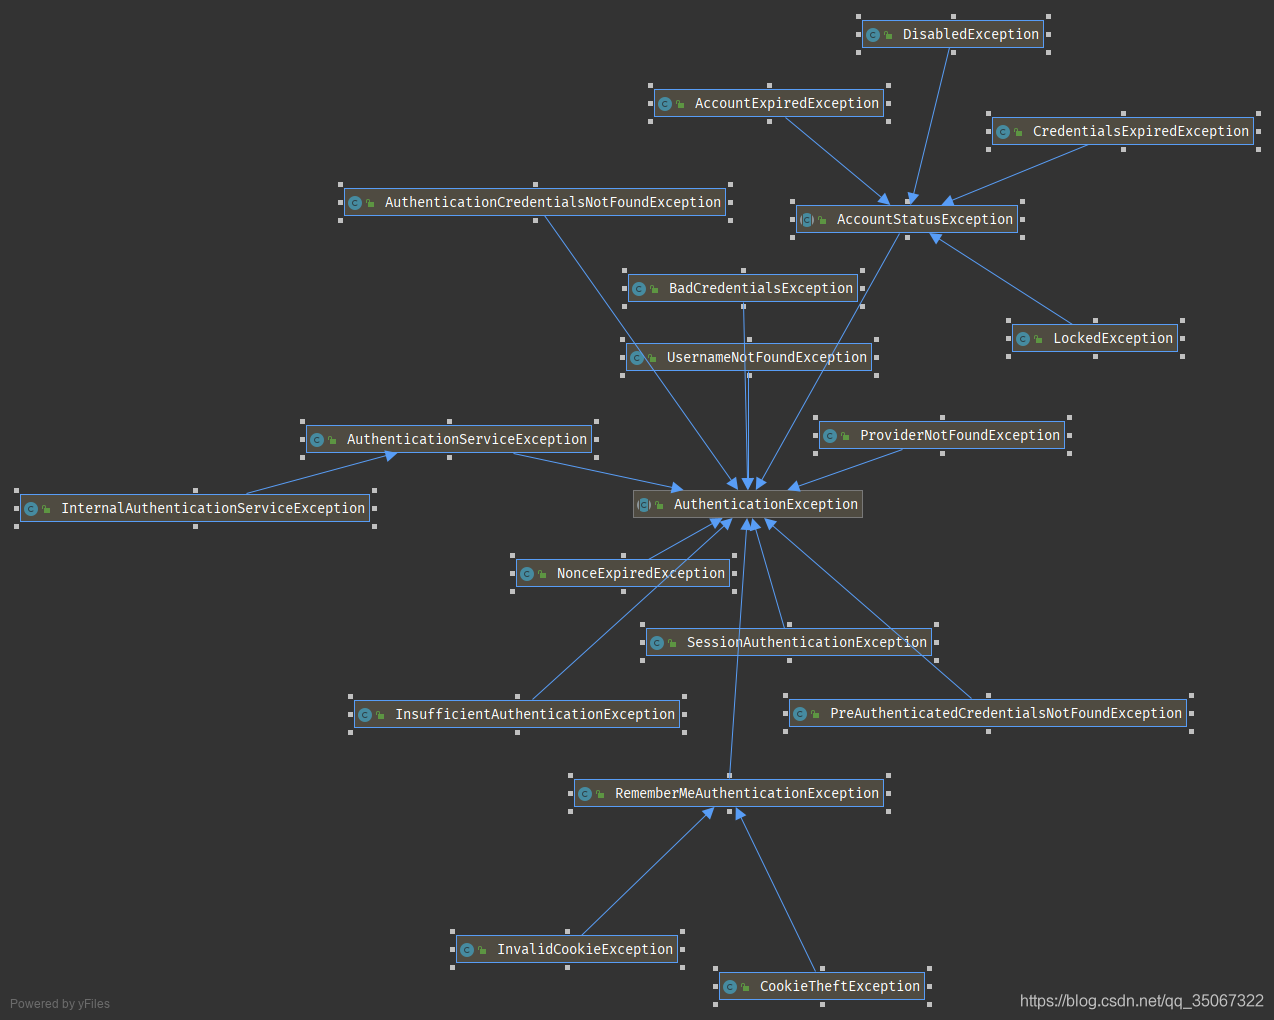 DisabledException
AccountExpiredException
CredentialsExpiredException
AuthenticationCredentialsNotFoundException
AccountStatusException
BadCredentialsException
LockedException
UsernameNotFoundException
AuthenticationServiceException
ProviderNotFoundException
InternalAuthenticationServiceException
AuthenticationException
NonceExpiredException
SessionAuthenticationException
InsufficientAuthenticationException
PreAuthenticatedCredentialsNotFoundException
RememberMeAuthenticationException
InvalidCookieException
CookieTheftException
Powered by yFiles
https://blog.csdn.net/qq_35067322